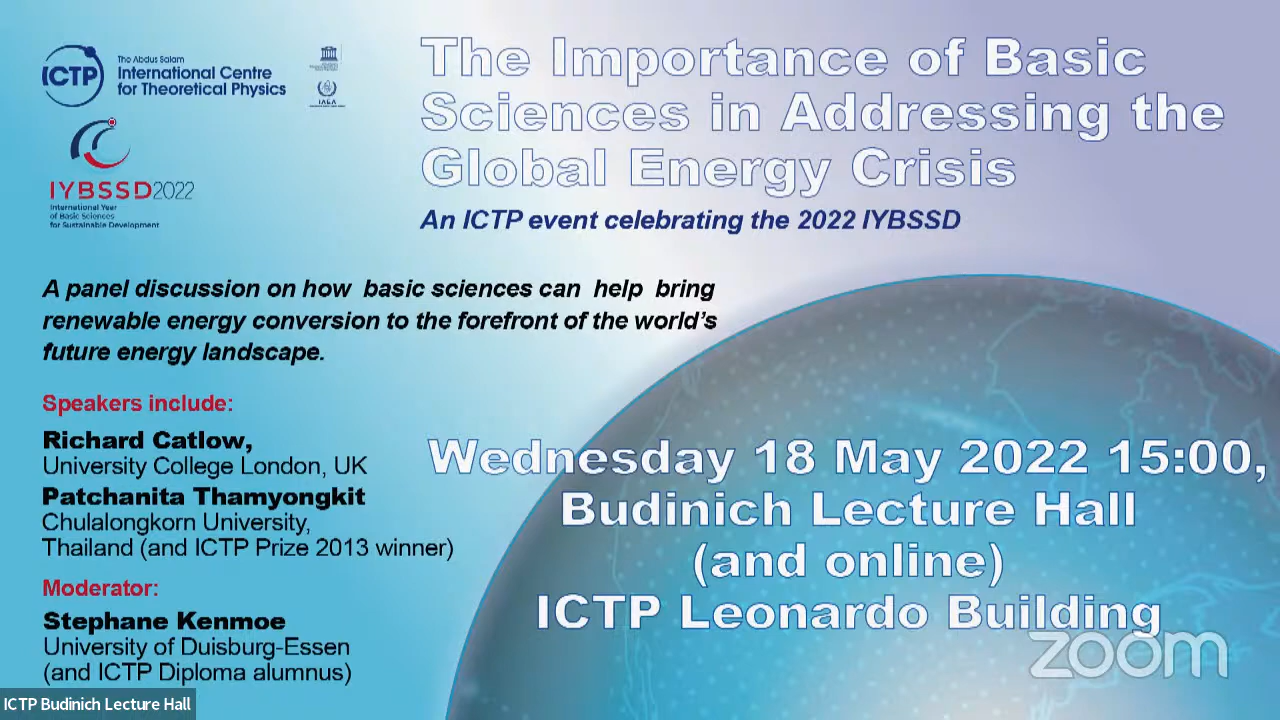 ICTP
The Abdus Salam
International Centre
for Theoretical Physics
IAEA
IYBSSD2022
International Year
of Basic Sciences
for Sustainable Development
The Importance of Basic
Sciences in Addressing the
Global Energy Crisis
An ICTP event celebrating the 2022 IYBSSD
A panel discussion on how basic sciences can help bring
renewable energy conversion to the forefront of the world's
future energy landscape.
Speakers include:
Richard Catlow,
University College London, UK
Patchanita Thamyongkit
Chulalongkorn University,
Thailand (and ICTP Prize 2013 winner)
Moderator:
Stephane Kenmoe
University of Duisburg-Essen
(and ICTP Diploma alumnus)
Wednesday 18 May 2022 15:00,
Budinich Lecture Hall
(and online)
ICTP Leonardo Building
zoom
ICTP Budinich Lecture Hall